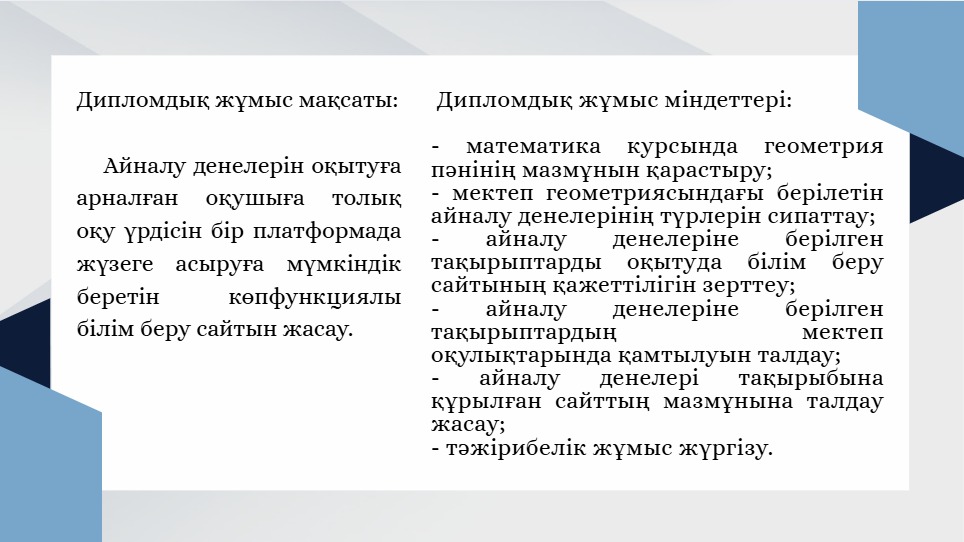 Дипломдық жұмыс мақсаты:
Айналу денелерін оқытуға
арналған оқушыға толық
оқу үрдісін бір платформада
жүзеге асыруға мүмкіндік
беретін көпфункциялы
білім беру сайтын жасау.
Дипломдық жұмыс міндеттері:
- математика курсында геометрия
пәнінің мазмұнын қарастыру;
- мектеп геометриясындағы берілетін
айналу денелерінің түрлерін сипаттау;
- айналу денелеріне берілген
тақырыптарды оқытуда білім беру
сайтының қажеттілігін зерттеу;
- айналу денелеріне берілген
тақырыптардың мектеп
оқулықтарында қамтылуын талдау;
- айналу денелері тақырыбына
құрылған сайттың мазмұнына талдау
жасау;
- тәжірибелік жұмыс жүргізу.